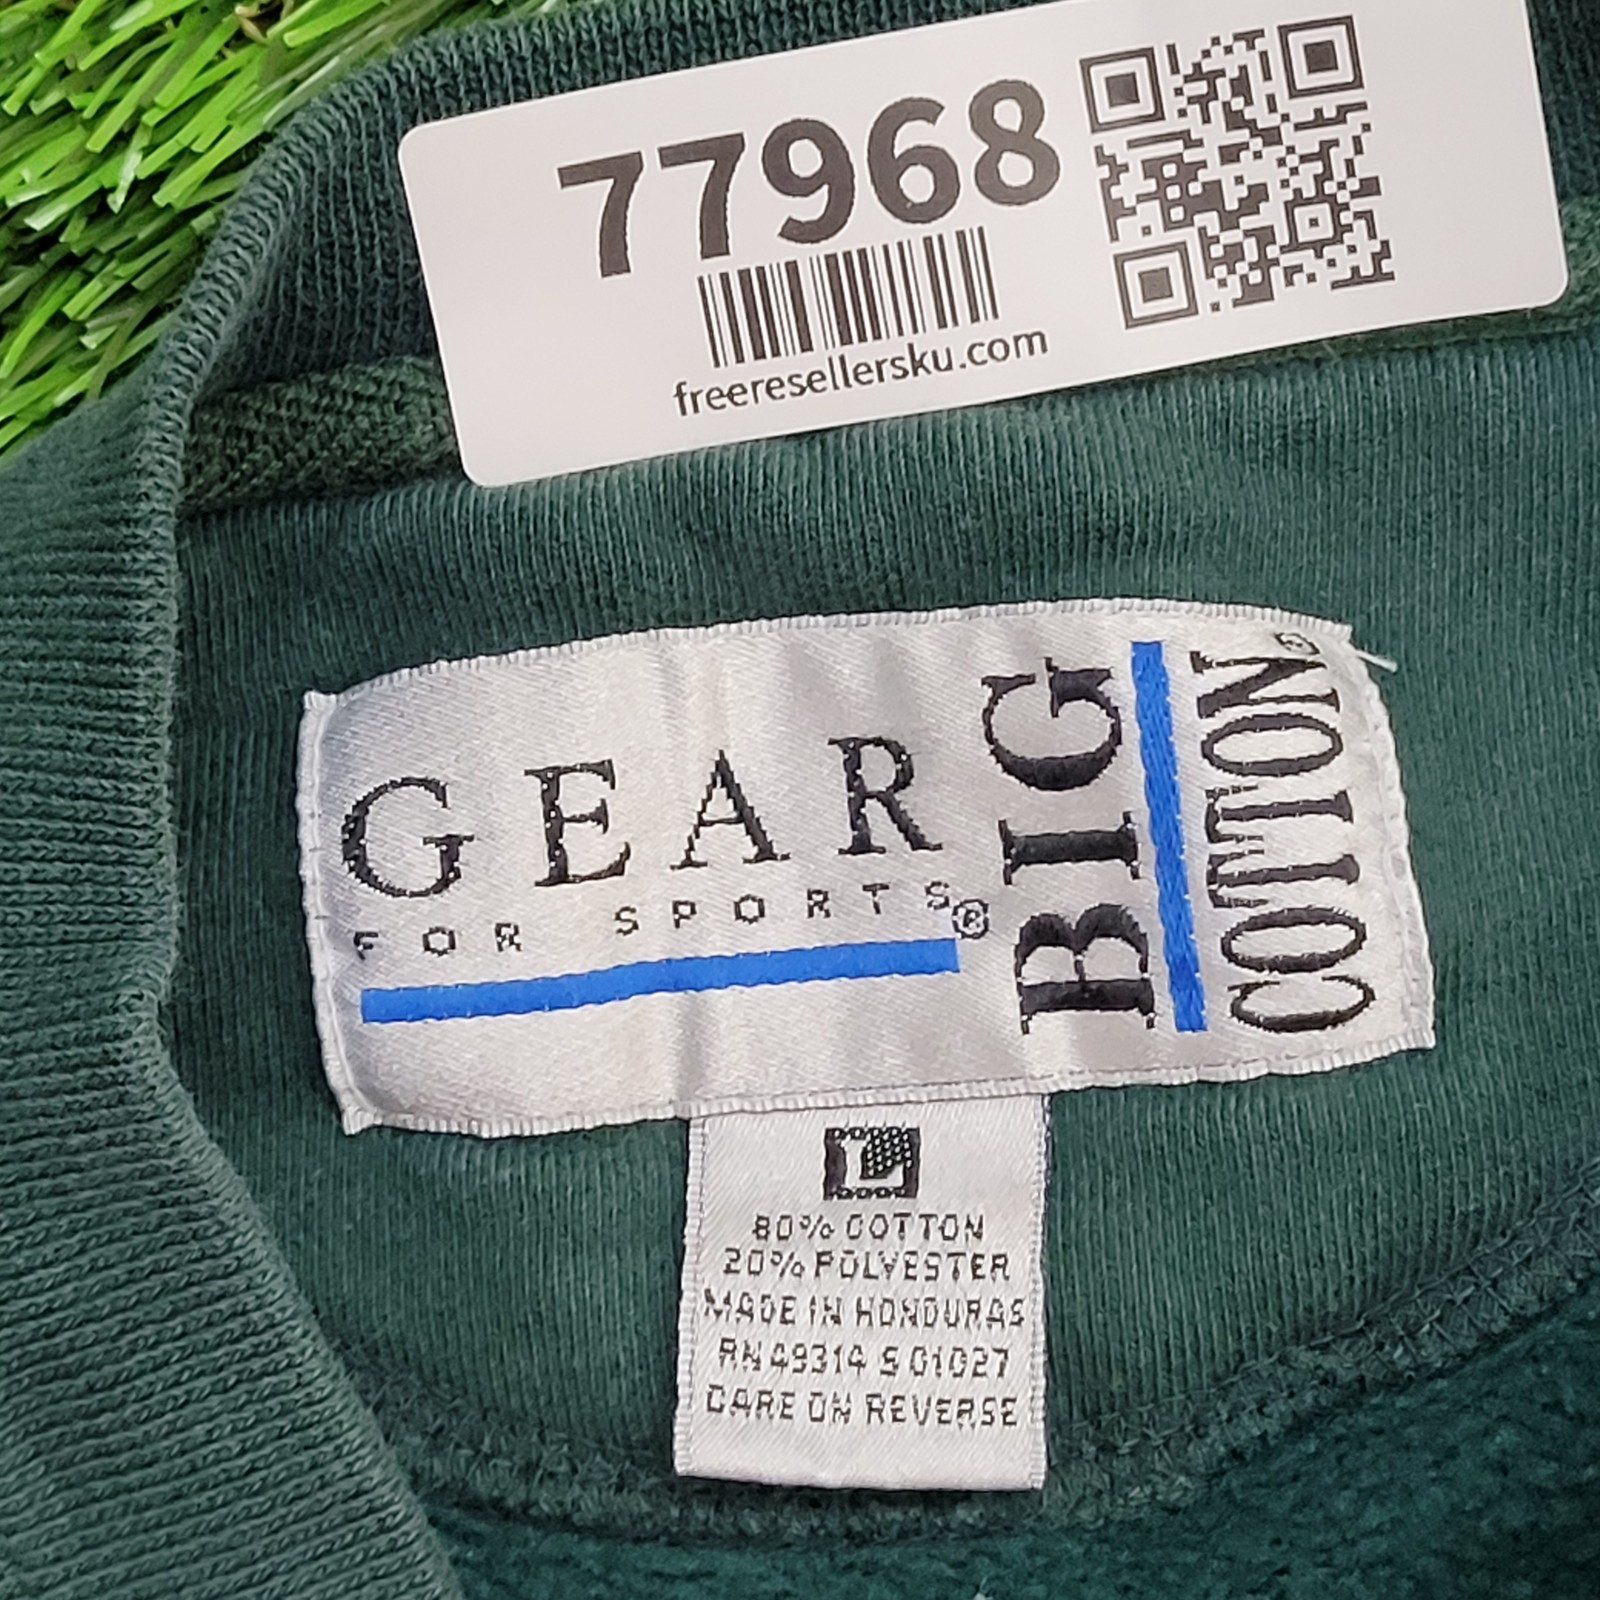 77968
freeresellersku.com
GEAR
FOR SPORTS®
BIG
COTTON®
L
80% COTTON
20% POLYESTER
MADE IN HONDURAS
RN 49314 S 01027
CARE ON REVERSE